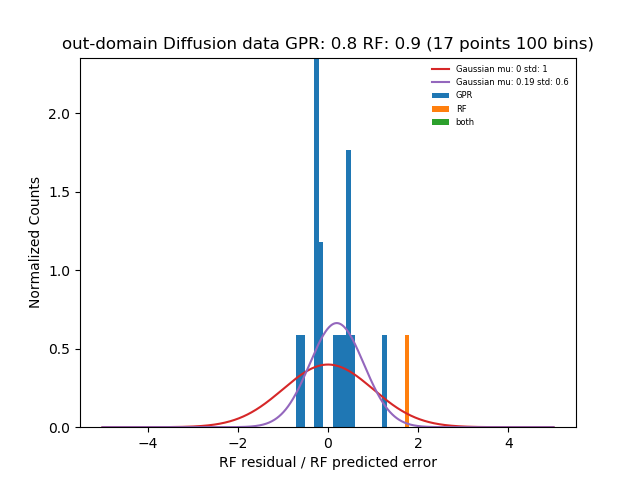 out-domain Diffusion data GPR: 0.8 RF: 0.9 (17 points 100 bins)
Gaussian mu: 0 std: 1
Gaussian mu: 0.19 std: 0.6
GPR
RF
both
Normalized Counts
2.0
1.5
1.0
0.5
0.0
−4 −2 0 2 4
RF residual / RF predicted error